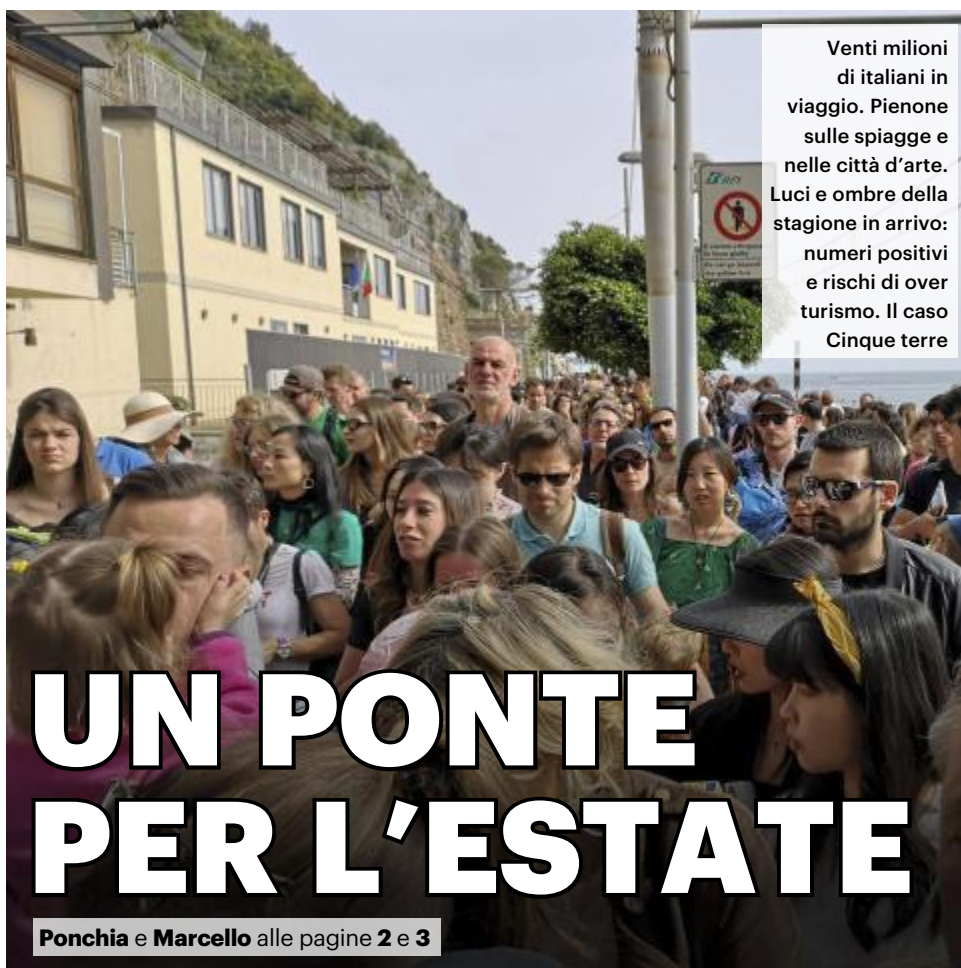 Venti milioni
di italiani in
viaggio. Pienone
sulle spiagge e
nelle città d'arte.
Luci e ombre della
stagione in arrivo:
numeri positivi
e rischi di over
turismo. Il caso
Cinque terre
UN PONTE
PER L'ESTATE
Ponchia e Marcello alle pagine 2 e 3